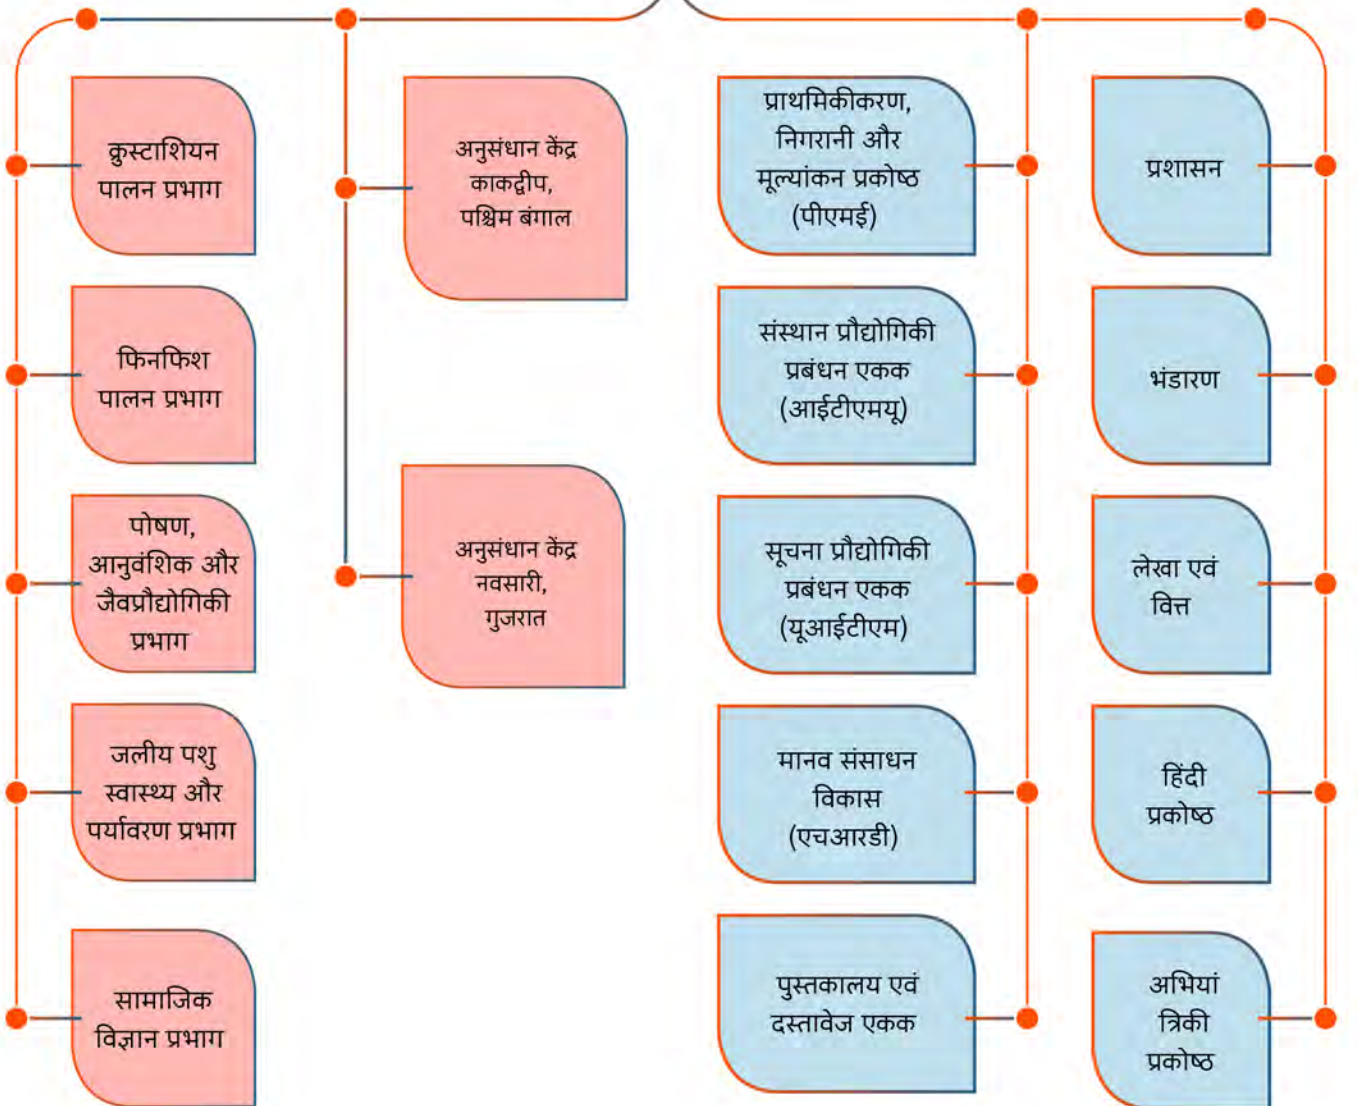 क्रुस्टाशियन
पालन प्रभाग
फिनफिश
पालन प्रभाग
पोषण,
आनुवंशिक और
जैवप्रौद्योगिकी
प्रभाग
जलीय पशु
स्वास्थ्य और
पर्यावरण प्रभाग
सामाजिक
विज्ञान प्रभाग
अनुसंधान केंद्र
काकद्वीप,
पश्चिम बंगाल
अनुसंधान केंद्र
नवसारी,
गुजरात
प्राथमिकीकरण,
निगरानी और
मूल्यांकन प्रकोष्ठ
(पीएमई)
संस्थान प्रौद्योगिकी
प्रबंधन एकक
(आईटीएमयू)
सूचना प्रौद्योगिकी
प्रबंधन एकक
(यूआईटीएम)
मानव संसाधन
विकास
(एचआरडी)
पुस्तकालय एवं
दस्तावेज एकक
प्रशासन
भंडारण
लेखा एवं
वित्त
हिंदी
प्रकोष्ठ
अभियां
त्रिकी
प्रकोष्ठ